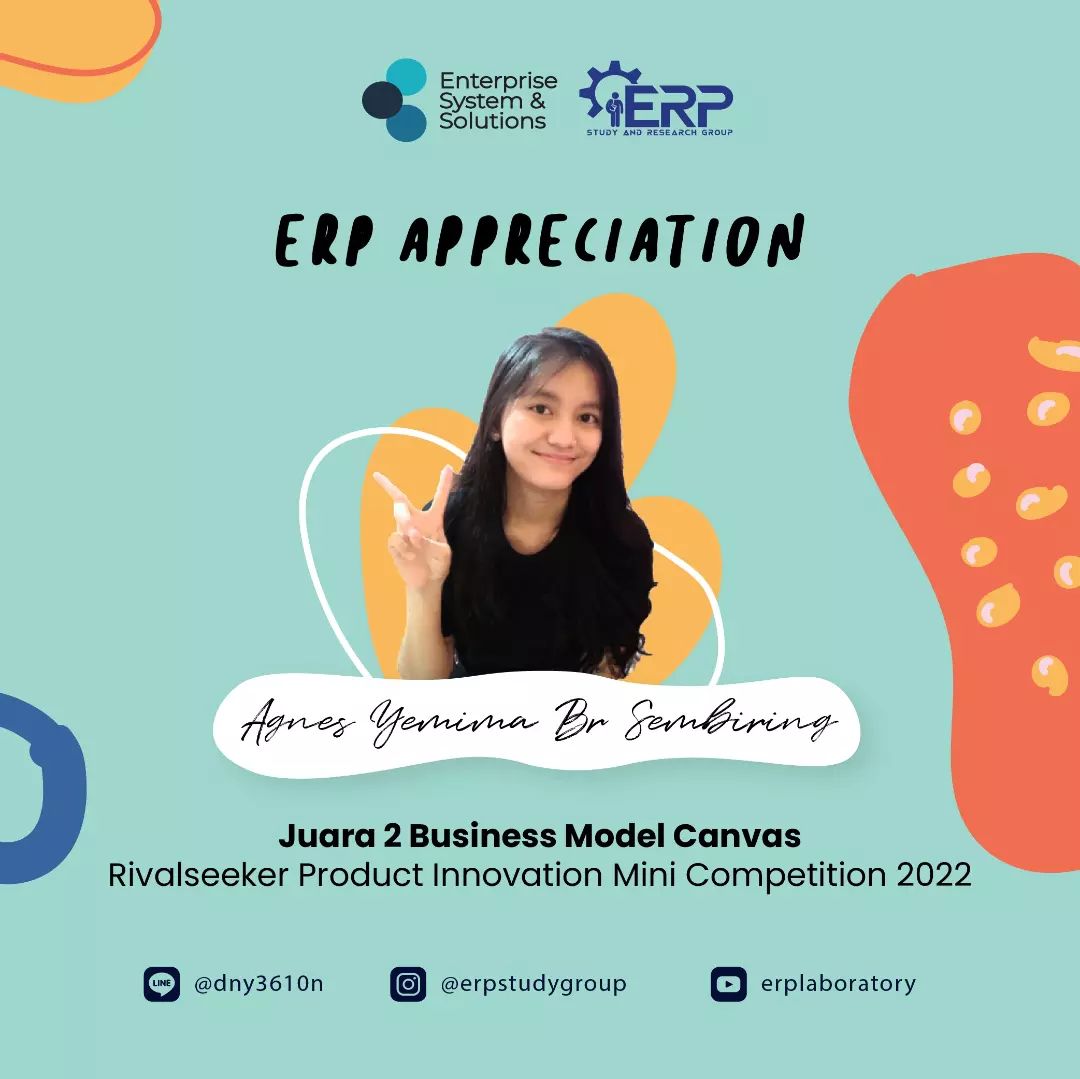 Enterprise
System &
Solutions
ERP
STUDY AND RESEARCH GROUP
ERP APPRECIATION
Agnes Yemima Br Sembiring
Juara 2 Business Model Canvas
Rivalseeker Product Innovation Mini Competition 2022
LINE @dny3610n
@erpstudygroup
erplaboratory